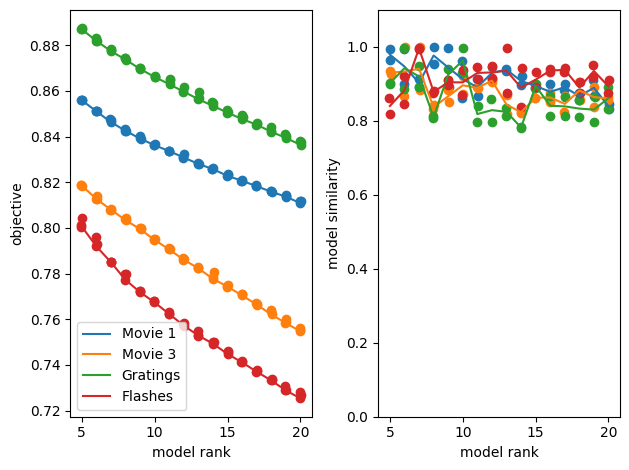 objective
0.88
0.86
0.84
0.82
0.80
0.78
0.76
0.74
0.72
Movie 1
Movie 3
Gratings
Flashes
5 10 15 20
model rank
model similarity
1.0
0.8
0.6
0.4
0.2
0.0
5 10 15 20
model rank